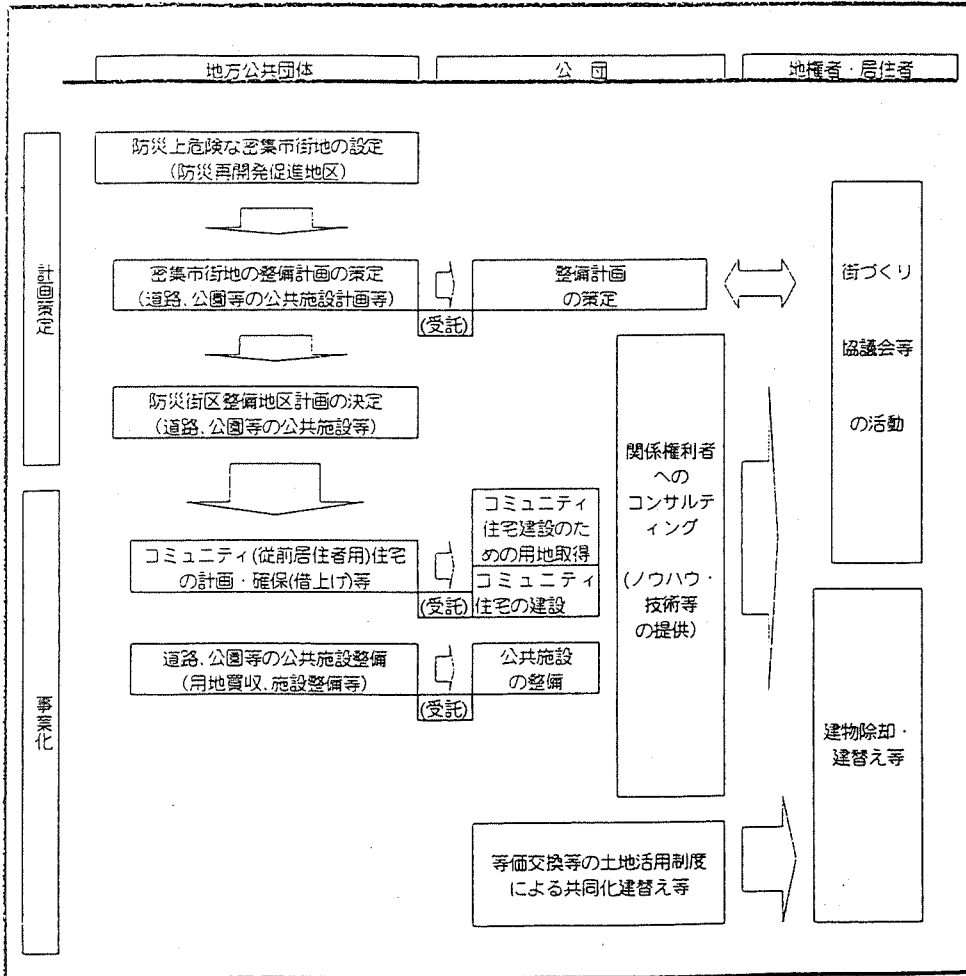 地方公共団体
公 団
地権者・居住者
計画策定
防災上危険な密集市街地の設定
(防災再開発促進地区)
密集市街地の整備計画の策定
(道路、公園等の公共施設計画等)
(受託)
整備計画
の策定
街づくり
協議会等
の活動
防災街区整備地区計画の決定
(道路、公園等の公共施設等)
関係権利者
への
コンサルテ
ィング
(ノウハウ・
技術等
の提供)
事業化
コミュニティ(従前居住者用)住宅
の計画・確保(借上げ)等
(受託)
コミュニティ
住宅建設のた
めの用地取得
コミュニティ
住宅の建設
道路、公園等の公共施設整備
(用地買収、施設整備等)
(受託)
公共施設
の整備
建物除却・
建替え等
等価交換等の土地活用制度
による共同化建替え等